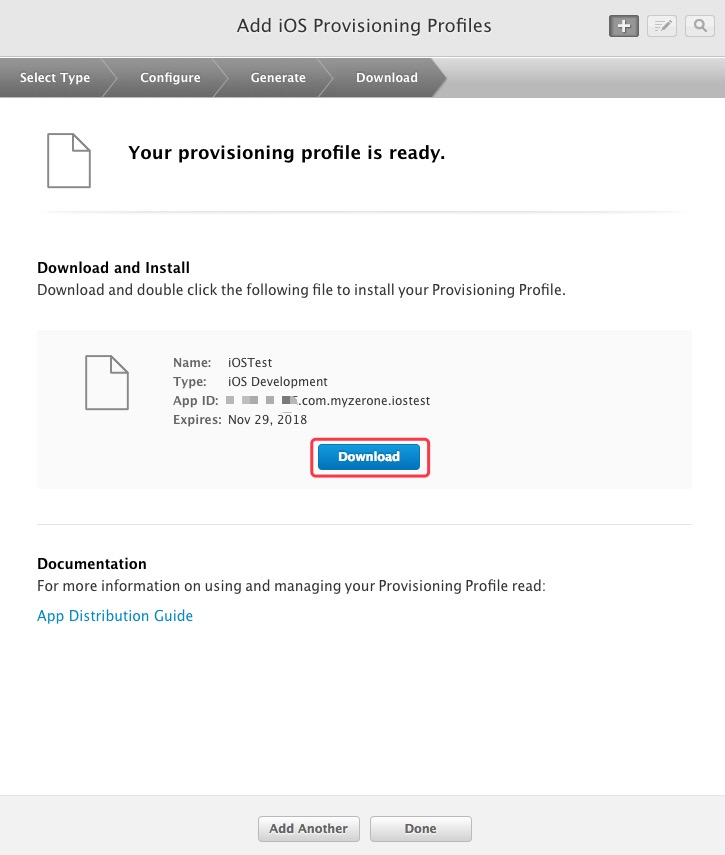 Add iOS Provisioning Profiles
Select Type
Configure
Generate
Download
Your provisioning profile is ready.
Download and Install
Download and double click the following file to install your Provisioning Profile.
Name: iOSTest
Type: iOS Development
App ID: .com.myzerone.iostest
Expires: Nov 29, 2018
Download
Documentation
For more information on using and managing your Provisioning Profile read:
App Distribution Guide
Add Another
Done